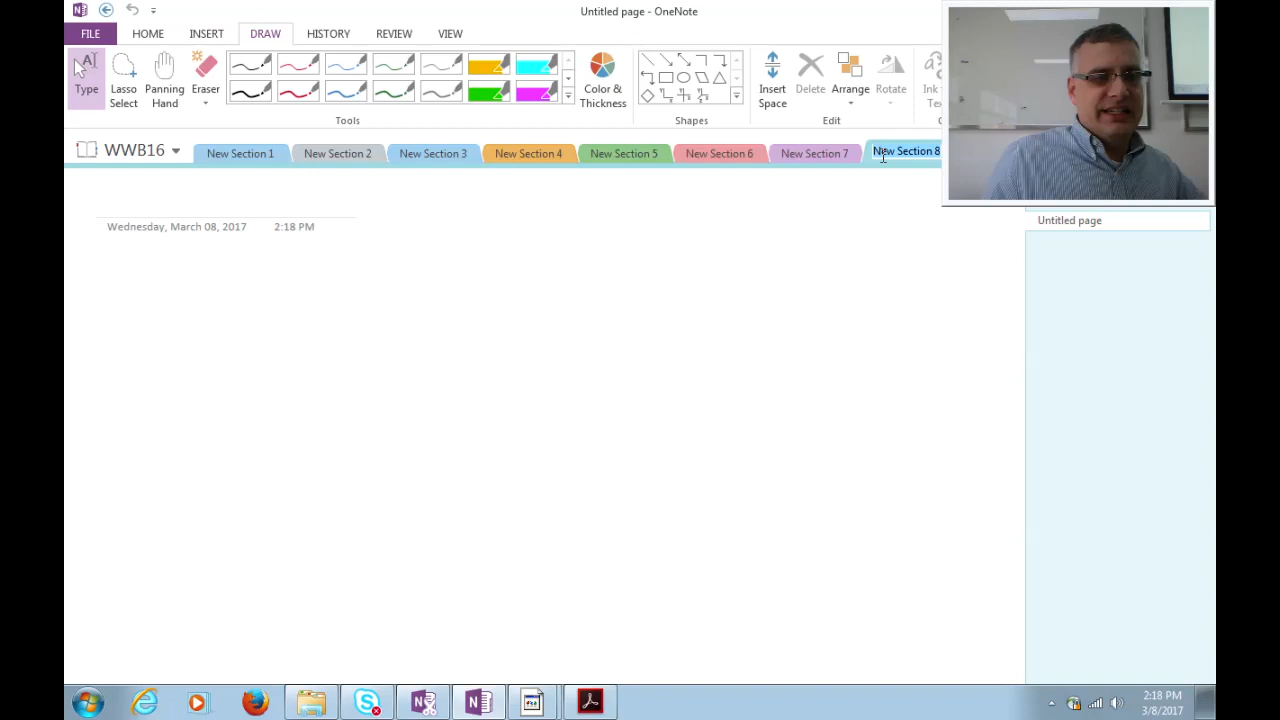 Untitled page - OneNote
FILE HOME INSERT DRAW HISTORY REVIEW VIEW
Type
Lasso Select
Panning Hand
Eraser
Color & Thickness
Insert Space
Delete
Arrange
Rotate
Ink to
Tools
Shapes
Edit
WWB16
New Section 1
New Section 2
New Section 3
New Section 4
New Section 5
New Section 6
New Section 7
New Section 8
Untitled page
Wednesday, March 08, 2017 2:18 PM
2:18 PM
3/8/2017